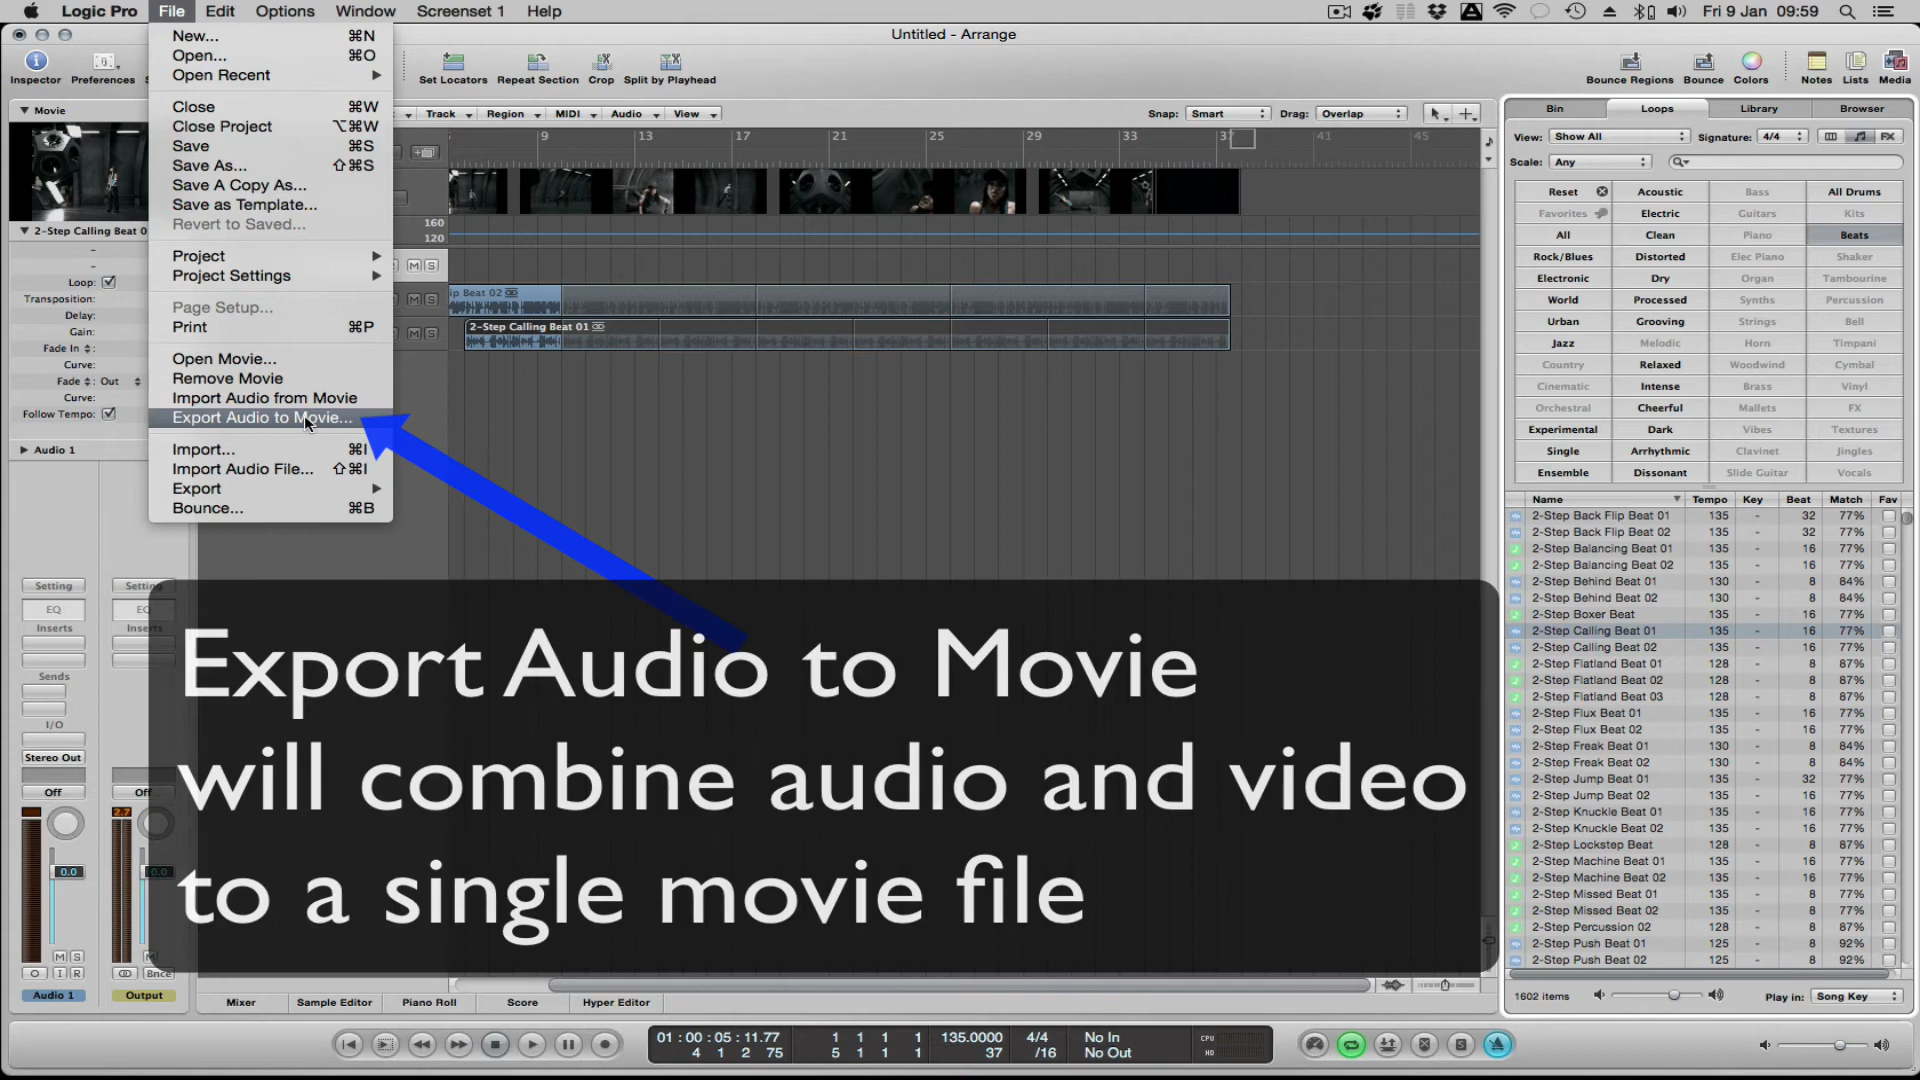 Logic Pro File Edit Options Window Screenset 1 Help Fri 9 Jan 09:59
Untitled - Arrange
Inspector Preferences Set Locators Repeat Section Crop Split by Playhead Bounce Regions Bounce Colors Notes Lists Media
New... ⌘N
Open... ⌘O
Open Recent
Close ⌘W
Close Project ⌥⌘W
Save ⌘S
Save As... ⇧⌘S
Save A Copy As...
Save as Template...
Revert to Saved...
Project
Project Settings
Page Setup...
Print ⌘P
Open Movie...
Remove Movie
Import Audio from Movie
Export Audio to Movie...
Import... ⌘I
Import Audio File... ⇧⌘I
Export
Bounce... ⌘B
Movie
2-Step Calling Beat 0
Loop:
Transposition:
Delay:
Gain:
Fade In :
Curve:
Fade : Out
Curve:
Follow Tempo:
Audio 1
Track Region MIDI Audio View Snap: Smart Drag: Overlap
9 13 17 21 25 29 33 37 41 45
160
120
M S
ip Beat 02
M S
2-Step Calling Beat 01
M S
Setting Setting
EQ EQ
Inserts Inserts
Sends
I/O
Stereo Out
Off Off
2.7
0.0 0.0
M S M
O I R Bnce
Audio 1 Output
Export Audio to Movie
will combine audio and video
to a single movie file
Mixer Sample Editor Piano Roll Score Hyper Editor
01 : 00 : 05 : 11.77 1 1 1 1 135.0000 4/4 No In CPU
4 1 2 75 5 1 1 1 37 /16 No Out HD
Bin Loops Library Browser
View: Show All Signature: 4/4 FX
Scale: Any
Reset Acoustic Bass All Drums
Favorites Electric Guitars Kits
All Clean Piano Beats
Rock/Blues Distorted Elec Piano Shaker
Electronic Dry Organ Tambourine
World Processed Synths Percussion
Urban Grooving Strings Bell
Jazz Melodic Horn Timpani
Country Relaxed Woodwind Cymbal
Cinematic Intense Brass Vinyl
Orchestral Cheerful Mallets FX
Experimental Dark Vibes Textures
Single Arrhythmic Clavinet Jingles
Ensemble Dissonant Slide Guitar Vocals
Name Tempo Key Beat Match Fav
2-Step Back Flip Beat 01 135 - 32 77%
2-Step Back Flip Beat 02 135 - 32 77%
2-Step Balancing Beat 01 135 - 16 77%
2-Step Balancing Beat 02 135 - 16 77%
2-Step Behind Beat 01 130 - 8 84%
2-Step Behind Beat 02 130 - 8 84%
2-Step Boxer Beat 135 - 16 77%
2-Step Calling Beat 01 135 - 16 77%
2-Step Calling Beat 02 135 - 16 77%
2-Step Flatland Beat 01 128 - 8 87%
2-Step Flatland Beat 02 128 - 8 87%
2-Step Flatland Beat 03 128 - 8 87%
2-Step Flux Beat 01 135 - 16 77%
2-Step Flux Beat 02 135 - 16 77%
2-Step Freak Beat 01 130 - 8 84%
2-Step Freak Beat 02 130 - 8 84%
2-Step Jump Beat 01 135 - 32 77%
2-Step Jump Beat 02 135 - 16 77%
2-Step Knuckle Beat 01 135 - 16 77%
2-Step Knuckle Beat 02 135 - 16 77%
2-Step Lockstep Beat 128 - 8 87%
2-Step Machine Beat 01 135 - 16 77%
2-Step Machine Beat 02 135 - 16 77%
2-Step Missed Beat 01 135 - 8 77%
2-Step Missed Beat 02 135 - 8 77%
2-Step Percussion 02 128 - 8 87%
2-Step Push Beat 01 125 - 8 92%
2-Step Push Beat 02 125 - 8 92%
1602 items Play in: Song Key